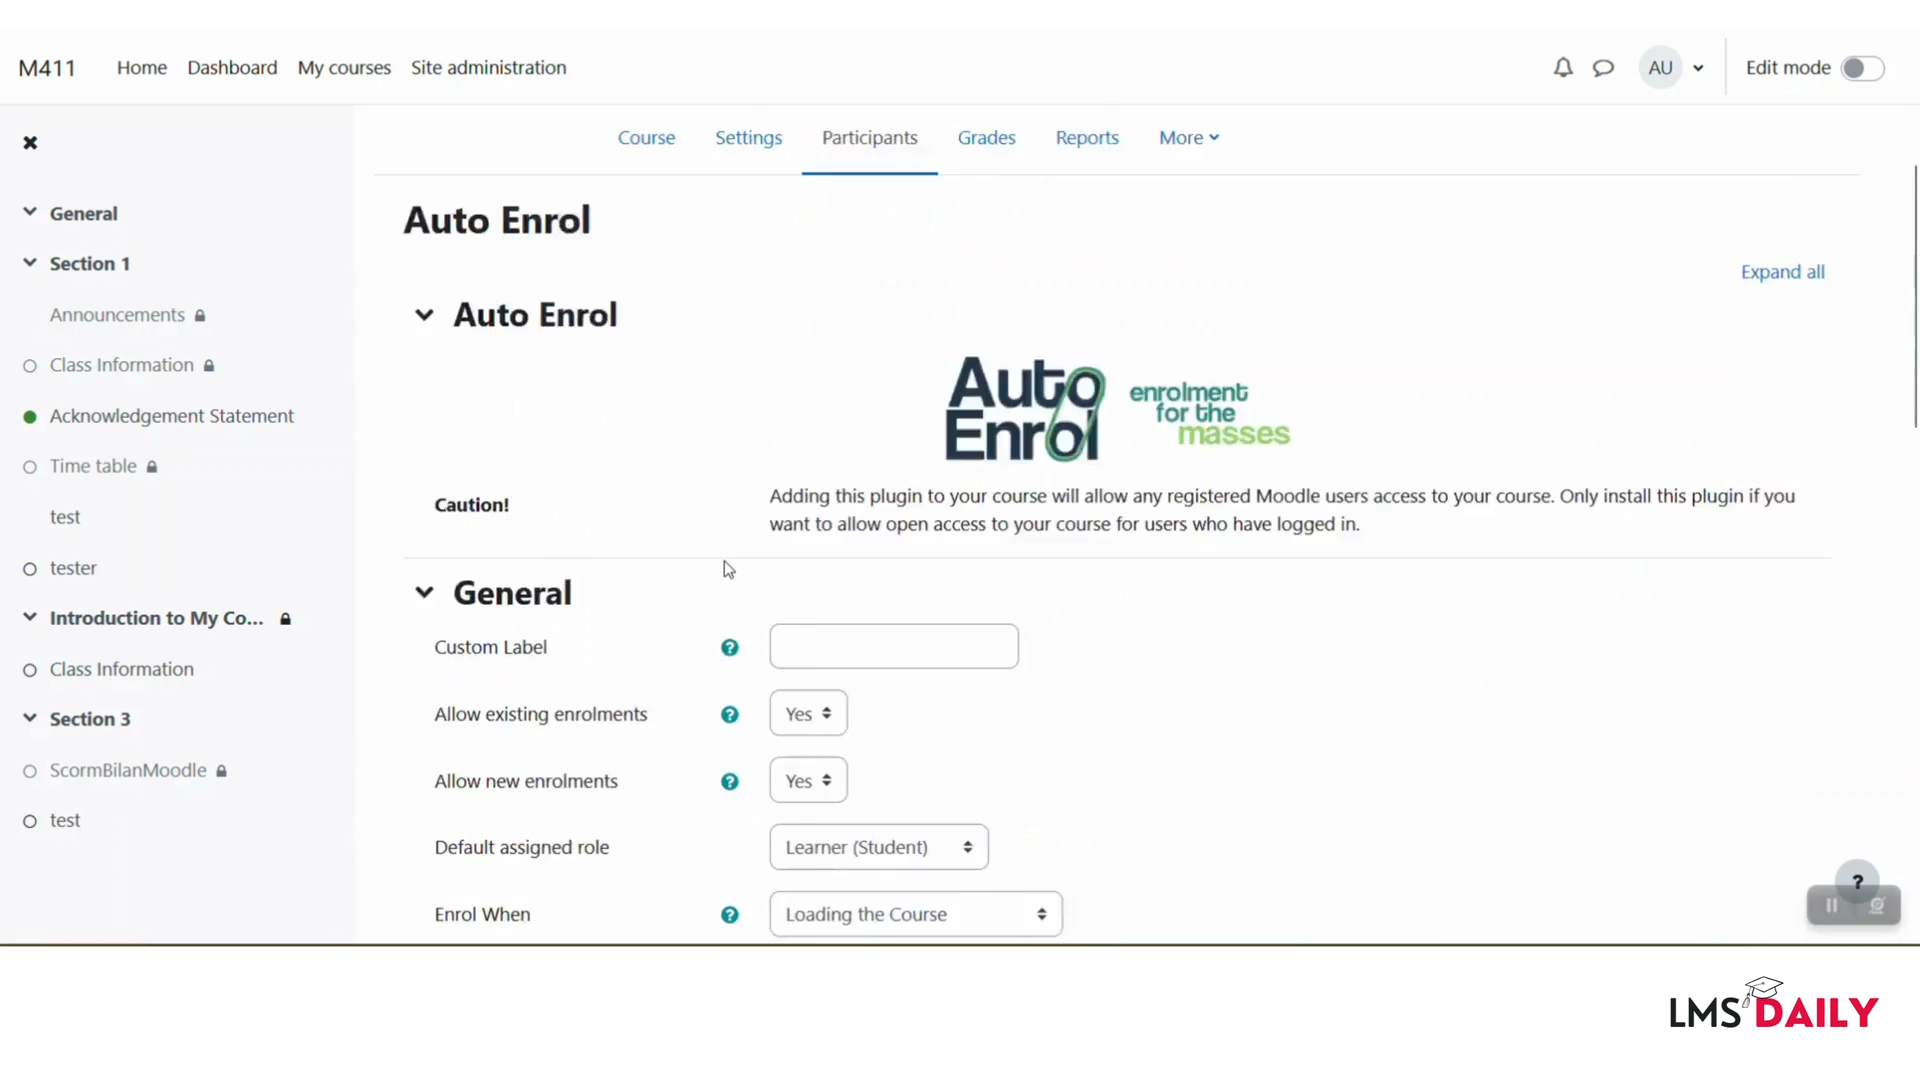 M411
Home
Dashboard
My courses
Site administration
AU
Edit mode
Course
Settings
Participants
Grades
Reports
More
General
Section 1
Announcements
Class Information
Acknowledgement Statement
Time table
test
tester
Introduction to My Co...
Class Information
Section 3
ScormBilanMoodle
test
Auto Enrol
Expand all
Auto Enrol
Auto
Enrol
enrolment
for the
masses
Caution!
Adding this plugin to your course will allow any registered Moodle users access to your course. Only install this plugin if you
want to allow open access to your course for users who have logged in.
General
Custom Label
?
Allow existing enrolments
?
Yes
Allow new enrolments
?
Yes
Default assigned role
Learner (Student)
Enrol When
?
Loading the Course
?
LMS DAILY